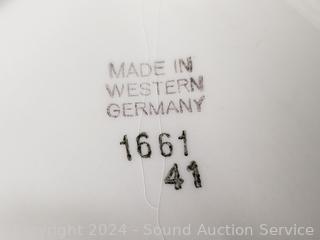 MADE IN
WESTERN
GERMANY
1661
41
Copyright 2024 - Sound Auction Service